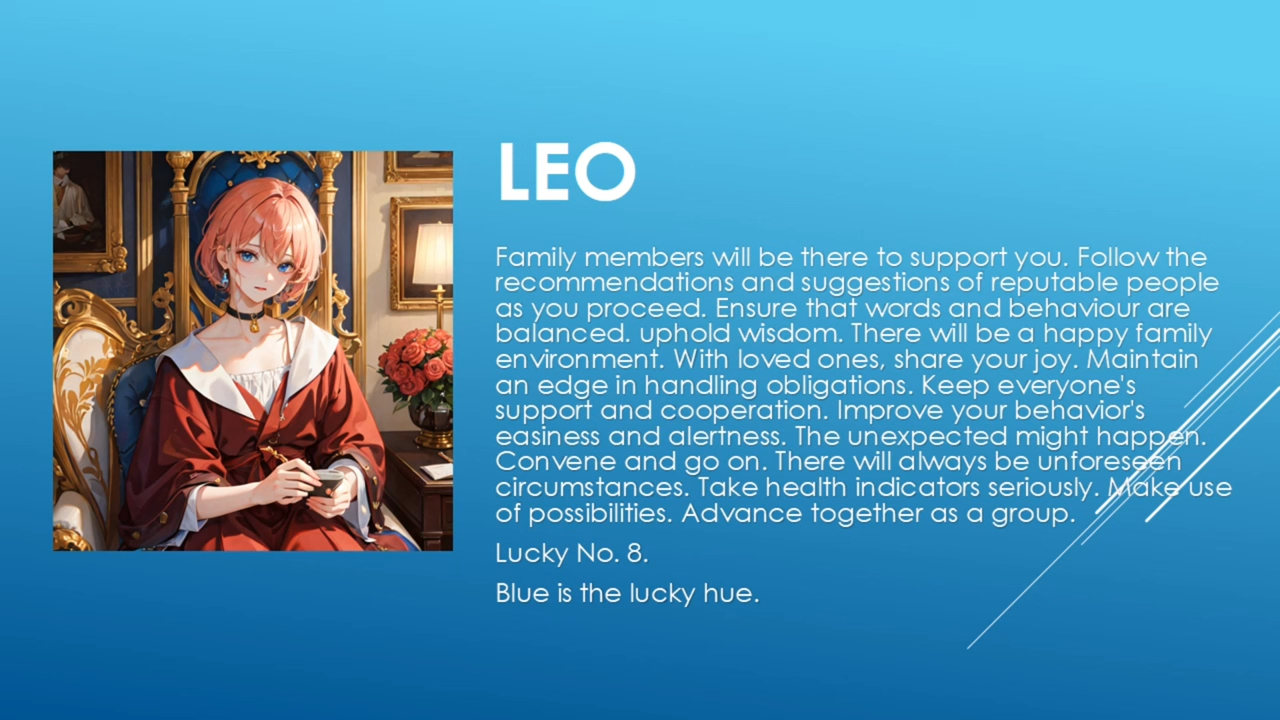 LEO
Family members will be there to support you. Follow the
recommendations and suggestions of reputable people
as you proceed. Ensure that words and behaviour are
balanced. uphold wisdom. There will be a happy family
environment. With loved ones, share your joy. Maintain
an edge in handling obligations. Keep everyone's
support and cooperation. Improve your behavior's
easiness and alertness. The unexpected might happen.
Convene and go on. There will always be unforeseen
circumstances. Take health indicators seriously. Make use
of possibilities. Advance together as a group.
Lucky No. 8.
Blue is the lucky hue.